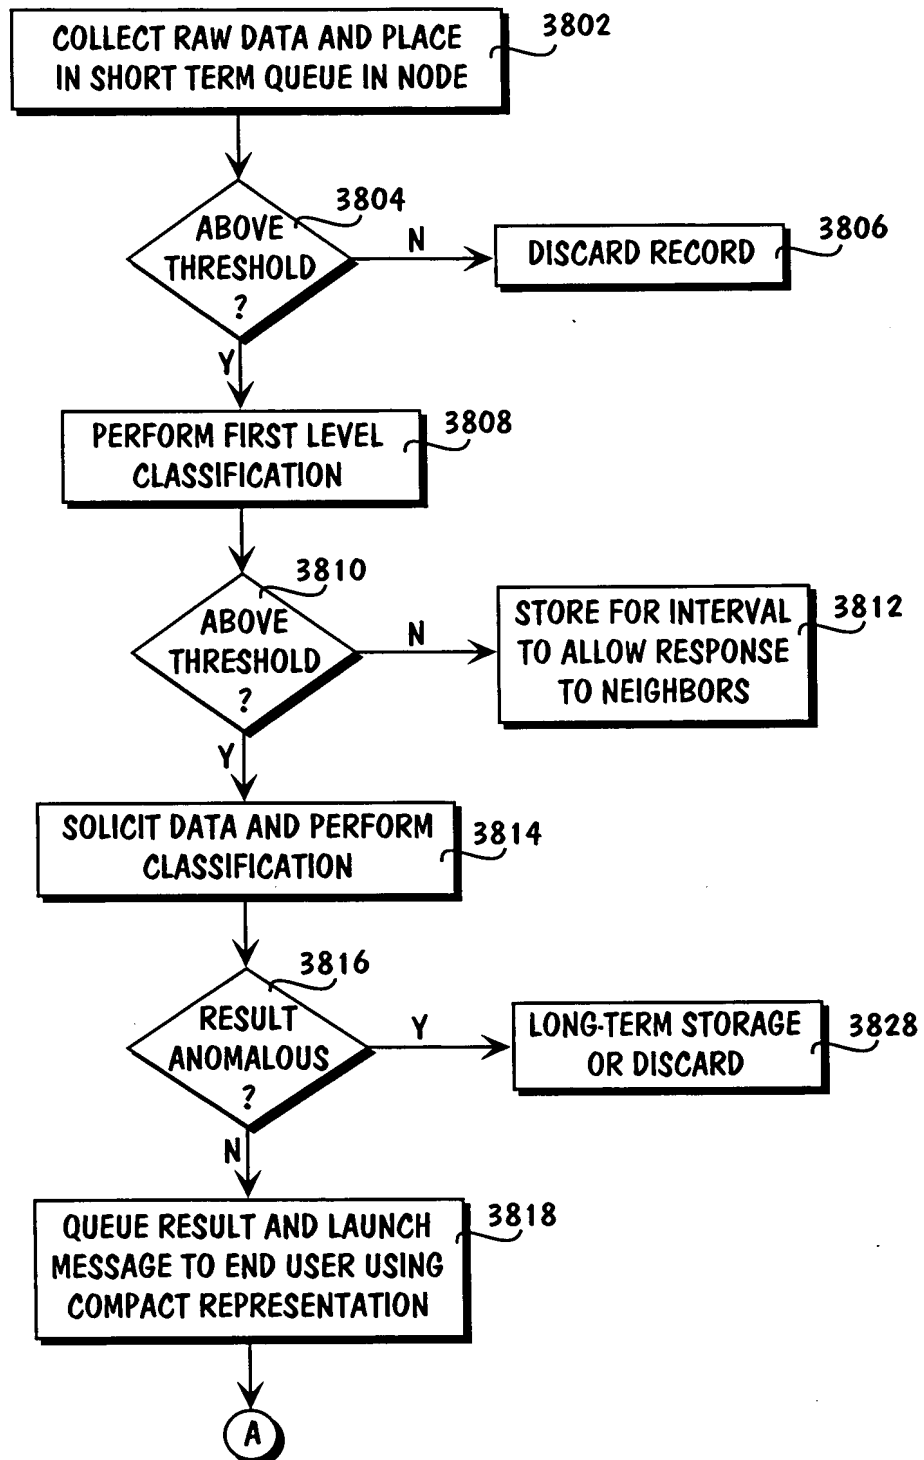 COLLECT RAW DATA AND PLACE
IN SHORT TERM QUEUE IN NODE
3802
3804
ABOVE
THRESHOLD
?
N
DISCARD RECORD
3806
Y
PERFORM FIRST LEVEL
CLASSIFICATION
3808
3810
ABOVE
THRESHOLD
?
N
STORE FOR INTERVAL
TO ALLOW RESPONSE
TO NEIGHBORS
3812
Y
SOLICIT DATA AND PERFORM
CLASSIFICATION
3814
3816
RESULT
ANOMALOUS
?
Y
LONG-TERM STORAGE
OR DISCARD
3828
N
QUEUE RESULT AND LAUNCH
MESSAGE TO END USER USING
COMPACT REPRESENTATION
3818
A